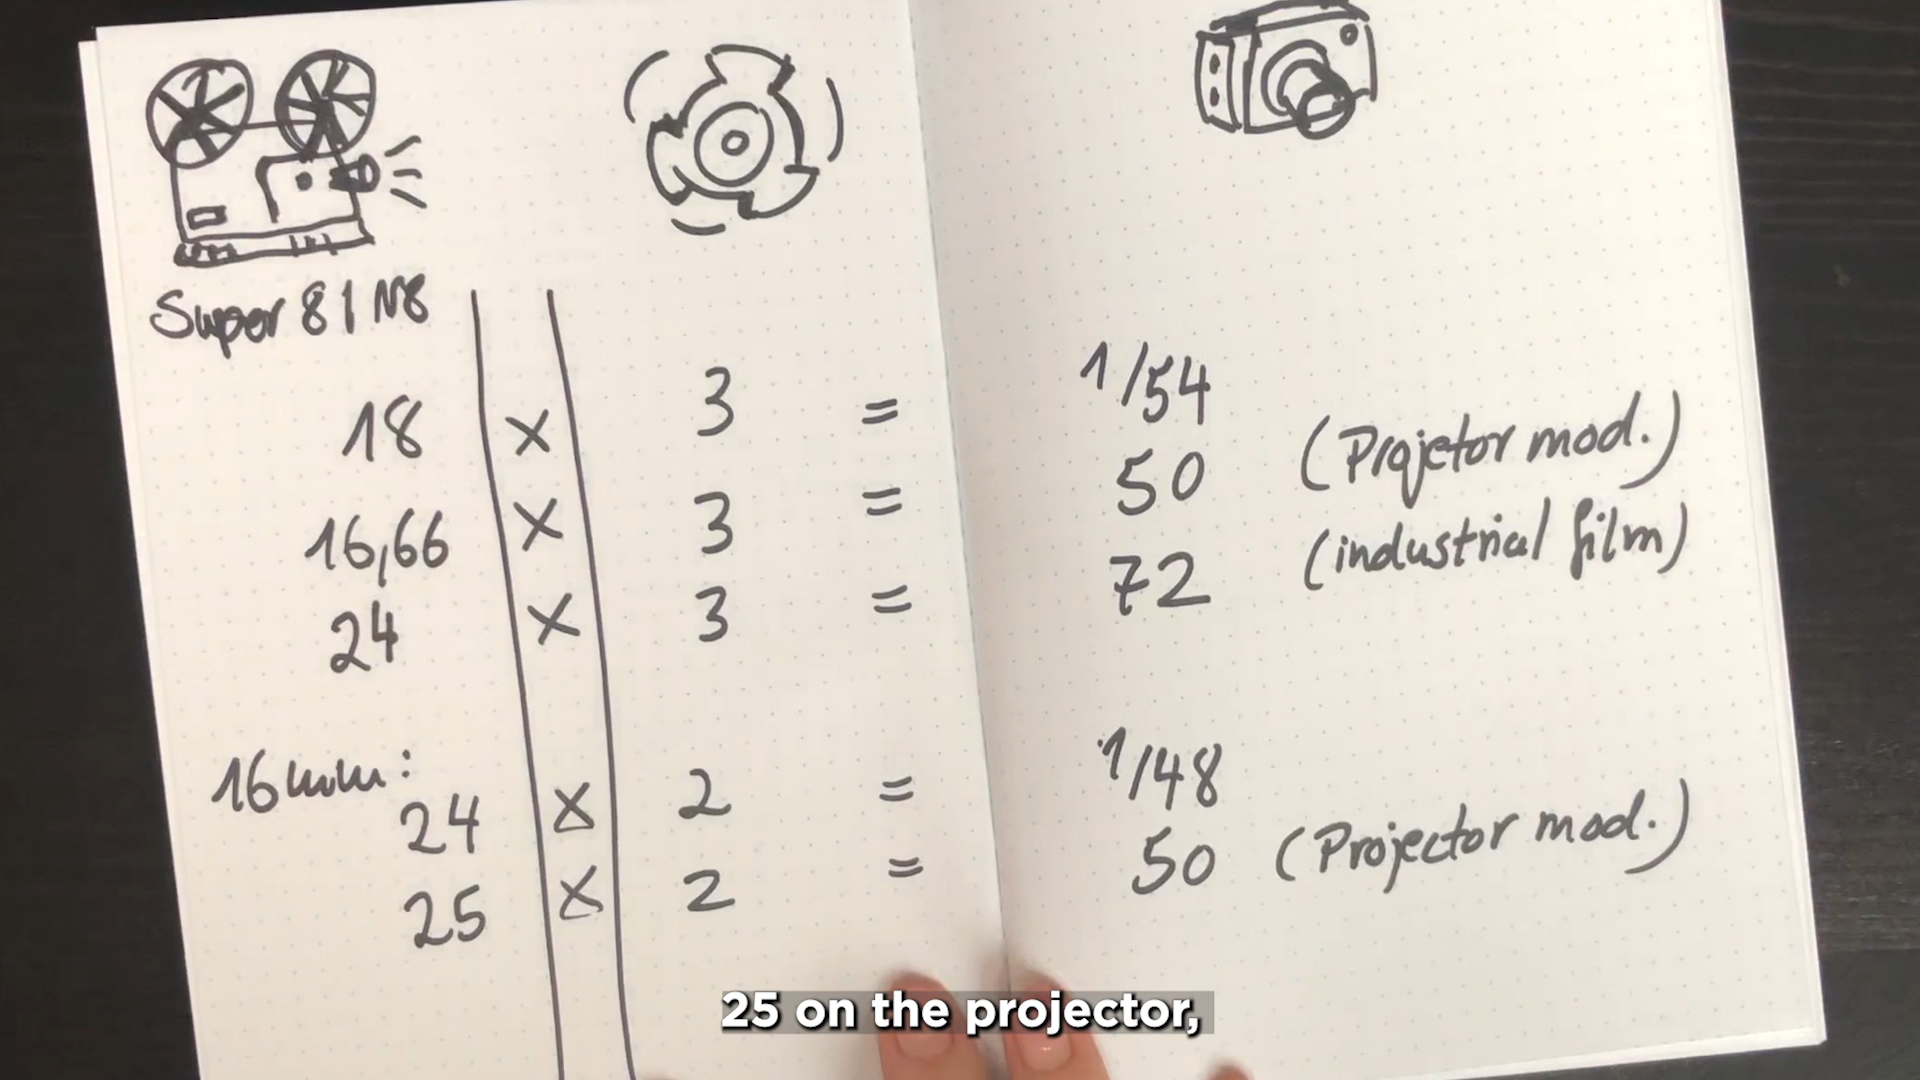 Super 8 | N8
18 x 3 = 1/54
16,66 x 3 = 50 (Projetor mod.)
24 x 3 = 72 (industrial film)
16mm:
24 x 2 = 1/48
25 x 2 = 50 (Projector mod.)
25 on the projector,